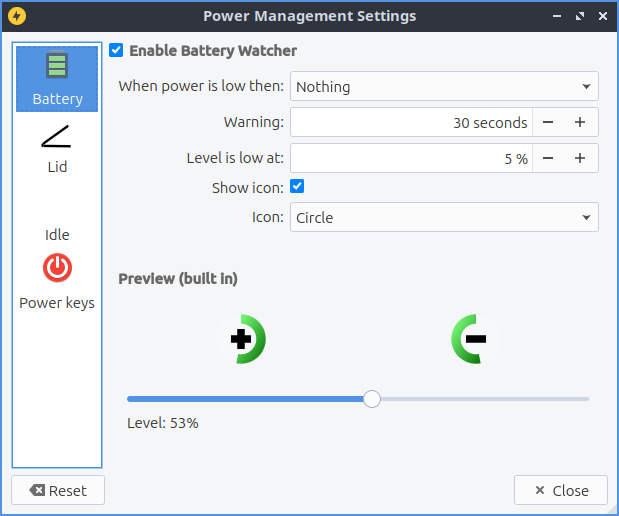 Power Management Settings
Battery
Lid
Idle
Power keys
Enable Battery Watcher
When power is low then: Nothing
Warning: 30 seconds
Level is low at: 5 %
Show icon:
Icon: Circle
Preview (built in)
Level: 53%
Reset
Close